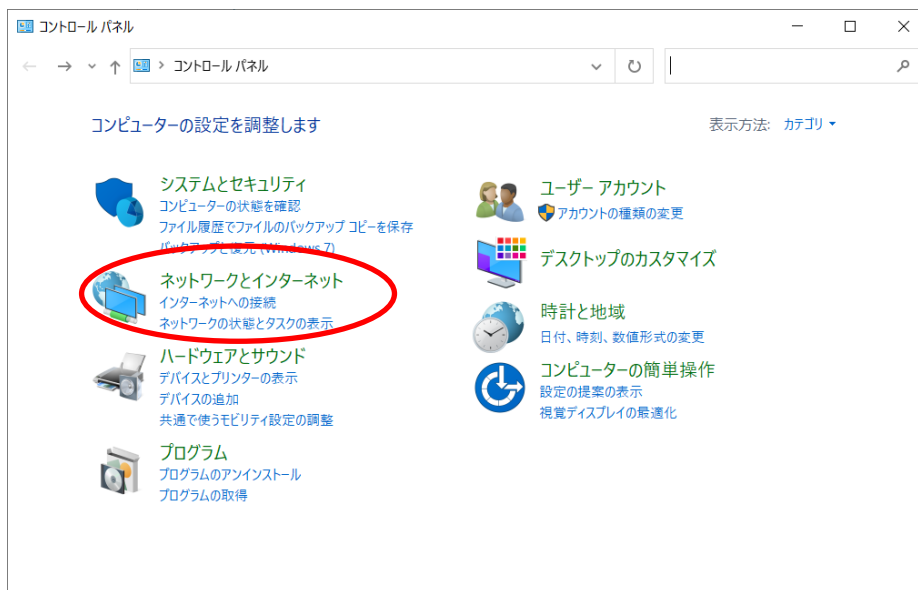 コントロール パネル
コントロール パネル
コンピューターの設定を調整します
表示方法: カテゴリ
システムとセキュリティ
コンピューターの状態を確認
ファイル履歴でファイルのバックアップ コピーを保存
バックアップと復元 (Windows 7)
ネットワークとインターネット
インターネットへの接続
ネットワークの状態とタスクの表示
ハードウェアとサウンド
デバイスとプリンターの表示
デバイスの追加
共通で使うモビリティ設定の調整
プログラム
プログラムのアンインストール
プログラムの取得
ユーザー アカウント
アカウントの種類の変更
デスクトップのカスタマイズ
時計と地域
日付、時刻、数値形式の変更
コンピューターの簡単操作
設定の提案の表示
視覚ディスプレイの最適化